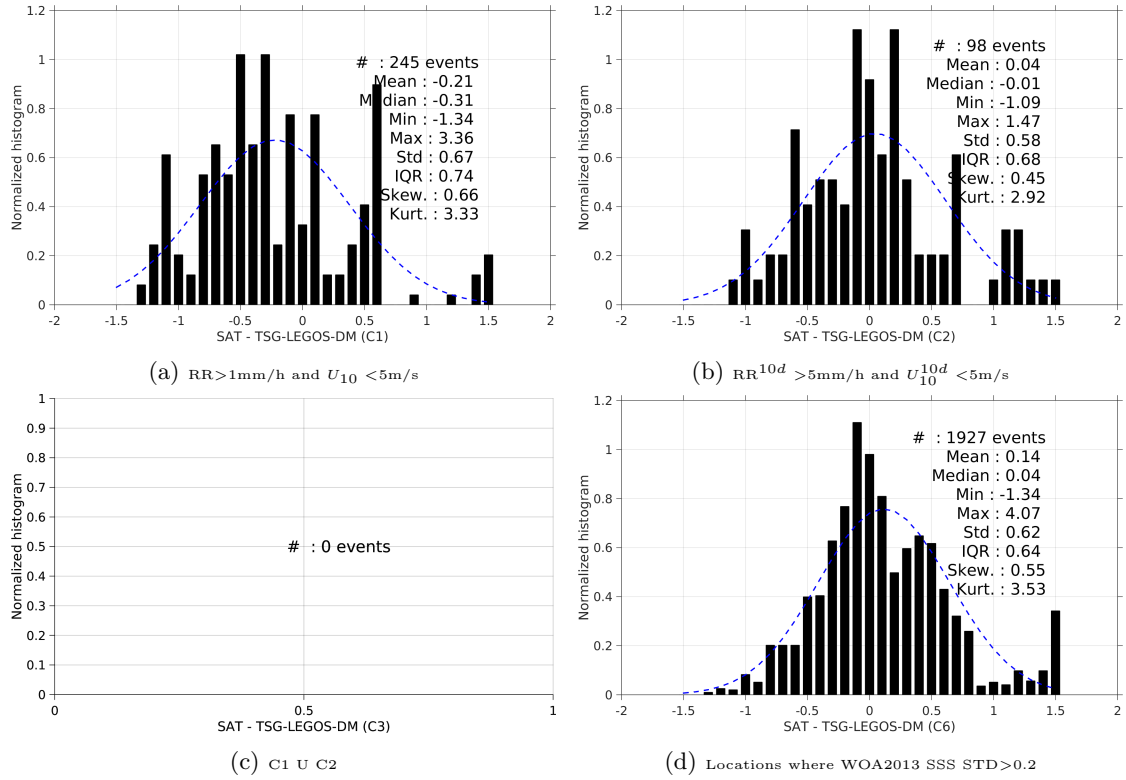 1.2
1
0.8
0.6
0.4
0.2
0
Normalized histogram
# : 245 events
Mean : -0.21
Median : -0.31
Min : -1.34
Max : 3.36
Std : 0.67
IQR : 0.74
Skew. : 0.66
Kurt. : 3.33
-2 -1.5 -1 -0.5 0 0.5 1 1.5 2
SAT - TSG-LEGOS-DM (C1)
(a) RR>1mm/h and U10 <5m/s
1.2
1
0.8
0.6
0.4
0.2
0
Normalized histogram
# : 98 events
Mean : 0.04
Median : -0.01
Min : -1.09
Max : 1.47
Std : 0.58
IQR : 0.68
Skew. : 0.45
Kurt. : 2.92
-2 -1.5 -1 -0.5 0 0.5 1 1.5 2
SAT - TSG-LEGOS-DM (C2)
(b) RR10d >5mm/h and U10d10 <5m/s
1
0.9
0.8
0.7
0.6
0.5
0.4
0.3
0.2
0.1
0
Normalized histogram
# : 0 events
0 0.5 1
SAT - TSG-LEGOS-DM (C3)
(c) C1 U C2
1.2
1
0.8
0.6
0.4
0.2
0
Normalized histogram
# : 1927 events
Mean : 0.14
Median : 0.04
Min : -1.34
Max : 4.07
Std : 0.62
IQR : 0.64
Skew. : 0.55
Kurt. : 3.53
-2 -1.5 -1 -0.5 0 0.5 1 1.5 2
SAT - TSG-LEGOS-DM (C6)
(d) Locations where WOA2013 SSS STD>0.2